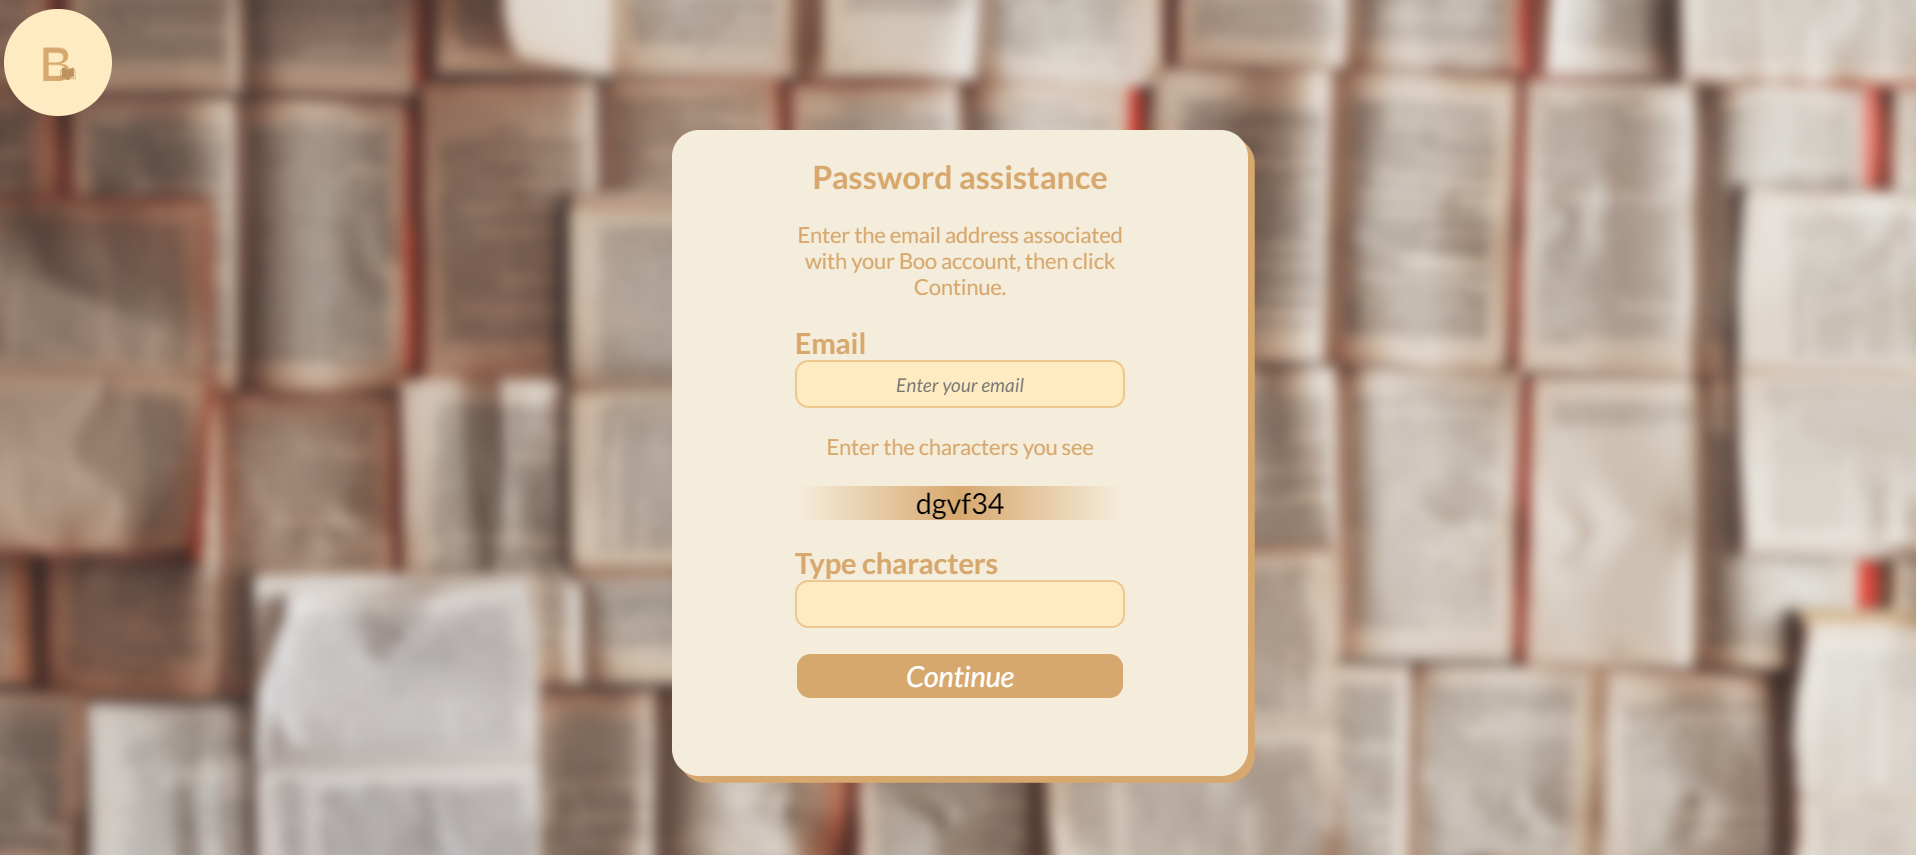 B
Password assistance
Enter the email address associated
with your Boo account, then click
Continue.
Email
Enter your email
Enter the characters you see
dgvf34
Type characters
Continue